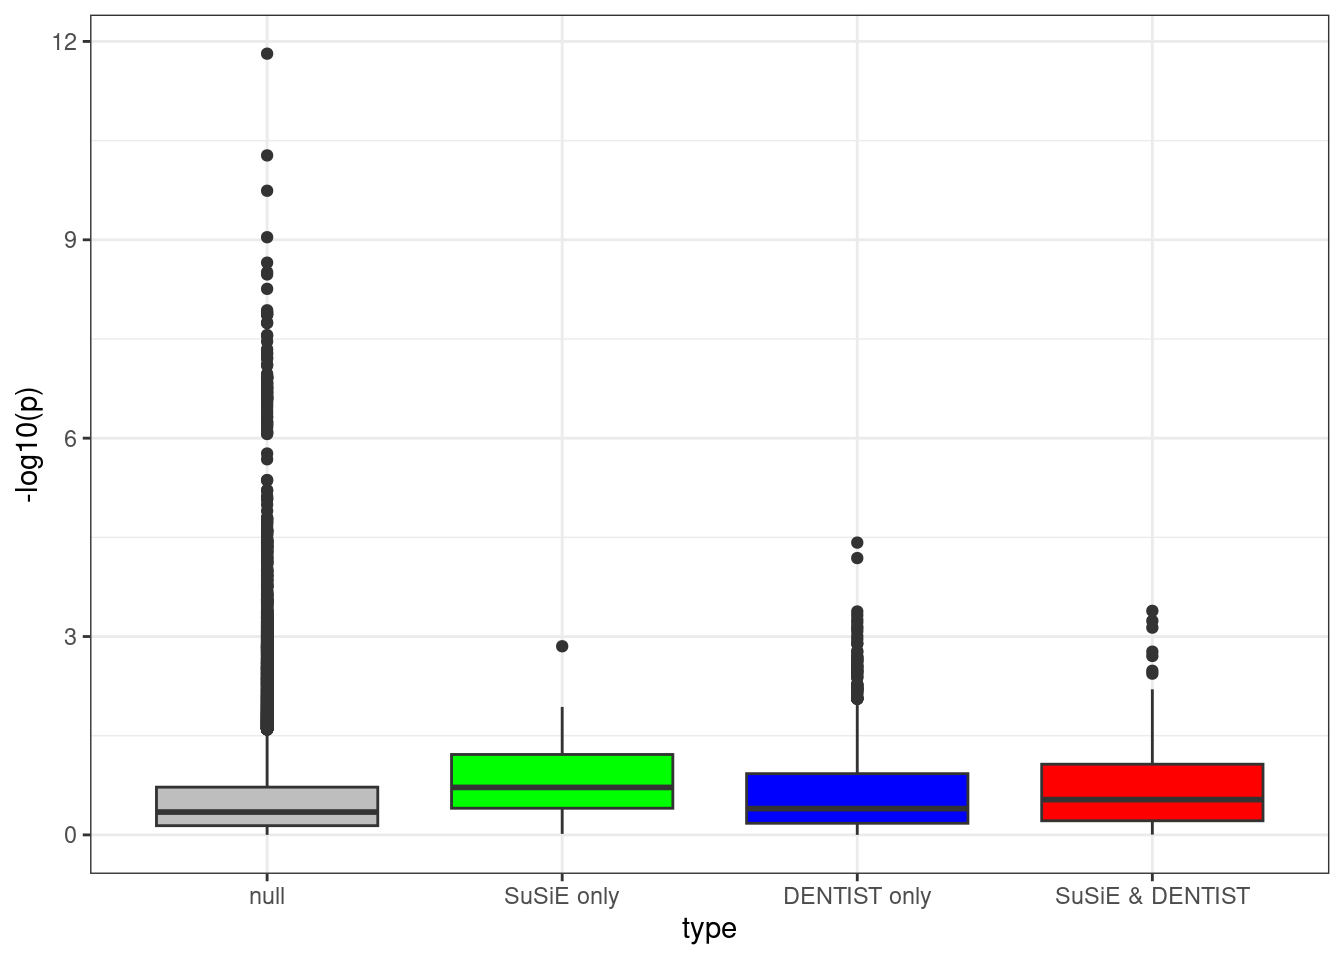 12
9
6
3
0
-log10(p)
null
SuSiE only
DENTIST only
SuSiE & DENTIST
type